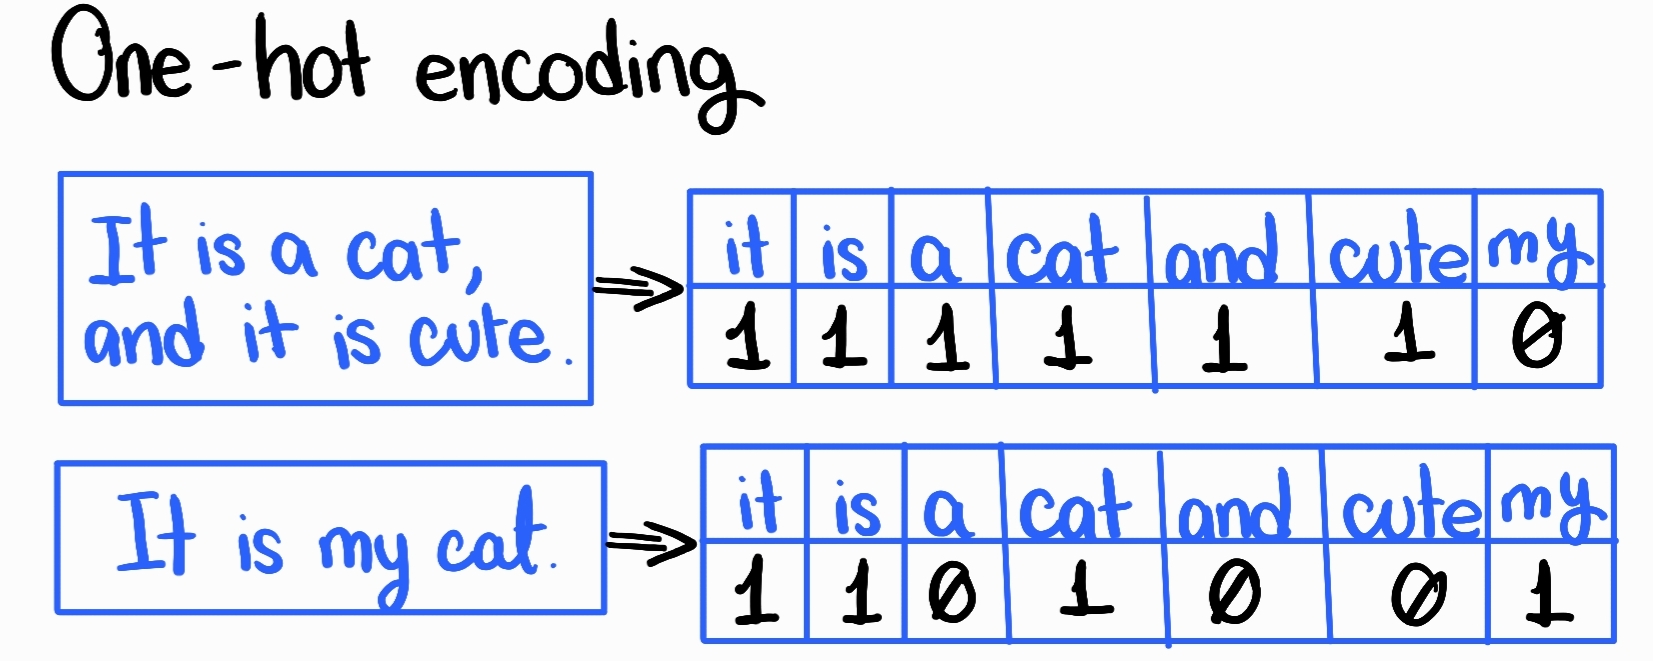 One-hot encoding
It is a cat,
and it is cute.
it is a cat and cute my
1 1 1 1 1 1 0
It is my cat.
it is a cat and cute my
1 1 0 1 0 0 1